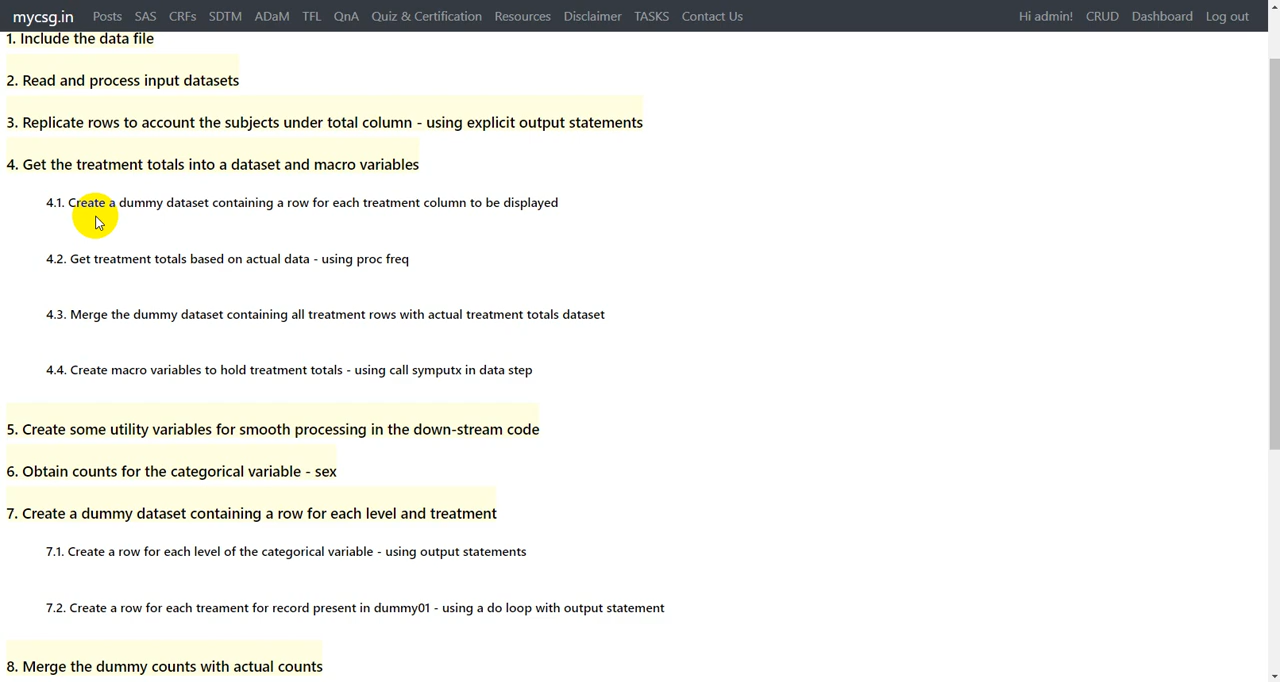 mycsg.in Posts SAS CRFs SDTM ADaM TFL QnA Quiz & Certification Resources Disclaimer TASKS Contact Us Hi admin! CRUD Dashboard Log out
1. Include the data file
2. Read and process input datasets
3. Replicate rows to account the subjects under total column - using explicit output statements
4. Get the treatment totals into a dataset and macro variables
4.1. Create a dummy dataset containing a row for each treatment column to be displayed
4.2. Get treatment totals based on actual data - using proc freq
4.3. Merge the dummy dataset containing all treatment rows with actual treatment totals dataset
4.4. Create macro variables to hold treatment totals - using call symputx in data step
5. Create some utility variables for smooth processing in the down-stream code
6. Obtain counts for the categorical variable - sex
7. Create a dummy dataset containing a row for each level and treatment
7.1. Create a row for each level of the categorical variable - using output statements
7.2. Create a row for each treament for record present in dummy01 - using a do loop with output statement
8. Merge the dummy counts with actual counts